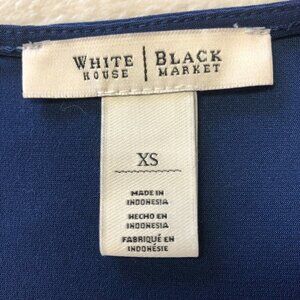 WHITE | BLACK
HOUSE | MARKET
XS
MADE IN
INDONESIA
HECHO EN
INDONESIA
FABRIQUÉ EN
INDONÉSIE